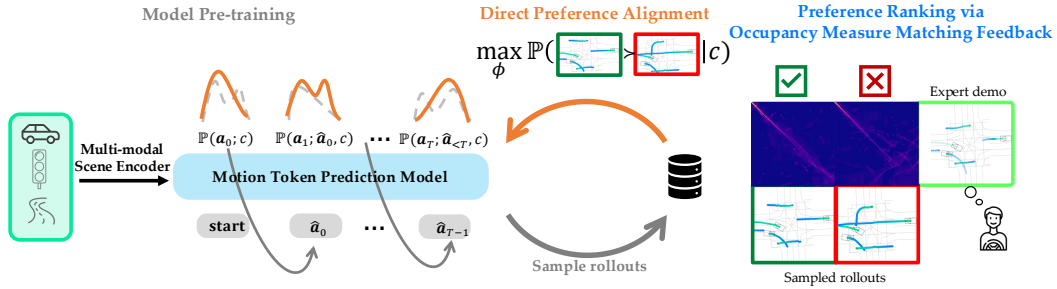 Model Pre-training
Direct Preference Alignment
Preference Ranking via
Occupancy Measure Matching Feedback
max ℙ( ≻ |c)
ϕ
Expert demo
ℙ(a₀; c) ℙ(a₁; â₀, c) ••• ℙ(a_T; â_{<T}, c)
Multi-modal
Scene Encoder
Motion Token Prediction Model
start â₀ ••• â_{T−1}
Sample rollouts
Sampled rollouts